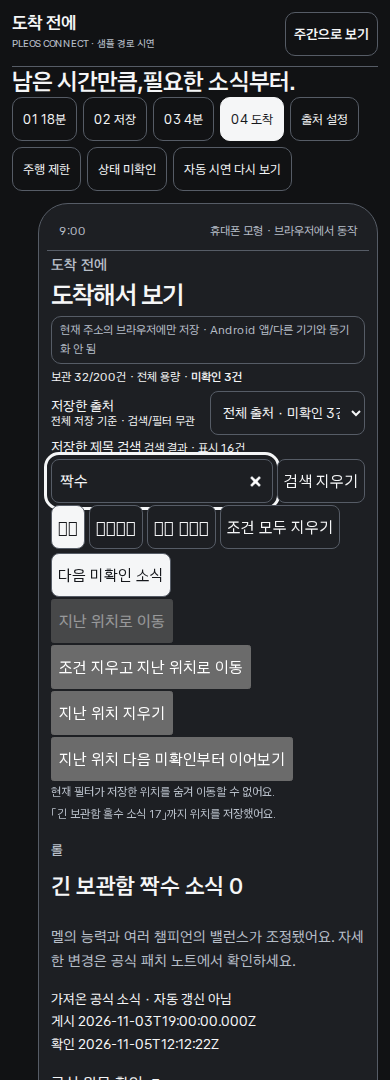 도착 전에
PLEOS CONNECT · 샘플 경로 시연
주간으로 보기
남은 시간만큼,필요한 소식부터.
01 18분
02 저장
03 4분
04 도착
출처 설정
주행 제한
상태 미확인
자동 시연 다시 보기
9:00
휴대폰 모형 · 브라우저에서 동작
도착 전에
도착해서 보기
현재 주소의 브라우저에만 저장 · Android 앱/다른 기기와 동기
화 안 됨
보관 32/200건 · 전체 용량 · 미확인 3건
저장한 출처
전체 저장 기준 · 검색/필터 무관
전체 출처 · 미확인 3건
저장한 제목 검색 검색 결과 · 표시 16건
짝수
검색 지우기
조건 모두 지우기
다음 미확인 소식
지난 위치로 이동
조건 지우고 지난 위치로 이동
지난 위치 지우기
지난 위치 다음 미확인부터 이어보기
현재 필터가 저장한 위치를 숨겨 이동할 수 없어요.
「긴 보관함 홀수 소식 17」까지 위치를 저장했어요.
롤
긴 보관함 짝수 소식 0
멜의 능력과 여러 챔피언의 밸런스가 조정됐어요. 자세
한 변경은 공식 패치 노트에서 확인하세요.
가져온 공식 소식 · 자동 갱신 아님
게시 2026-11-03T19:00:00.000Z
확인 2026-11-05T12:12:22Z